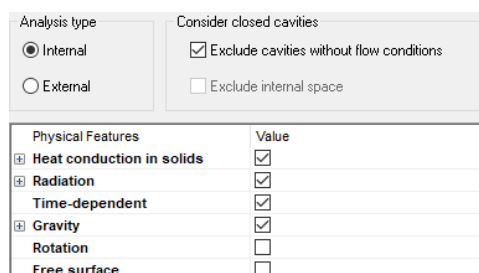 Analysis type
Consider closed cavities
Internal
Exclude cavities without flow conditions
External
Exclude internal space
Physical Features Value
Heat conduction in solids
Radiation
Time-dependent
Gravity
Rotation
Free surface